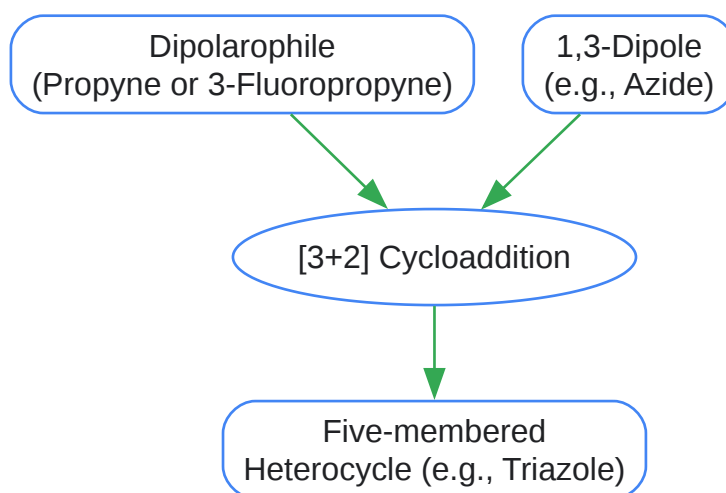 Dipolarophile
(Propyne or 3-Fluoropropyne)
1,3-Dipole
(e.g., Azide)
[3+2] Cycloaddition
Five-membered
Heterocycle (e.g., Triazole)